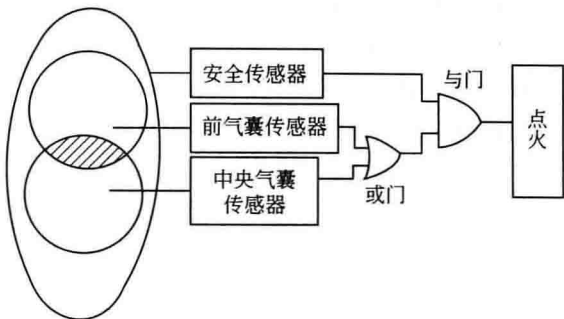 安全传感器
与门
前气囊传感器
点火
中央气囊
传感器
或门